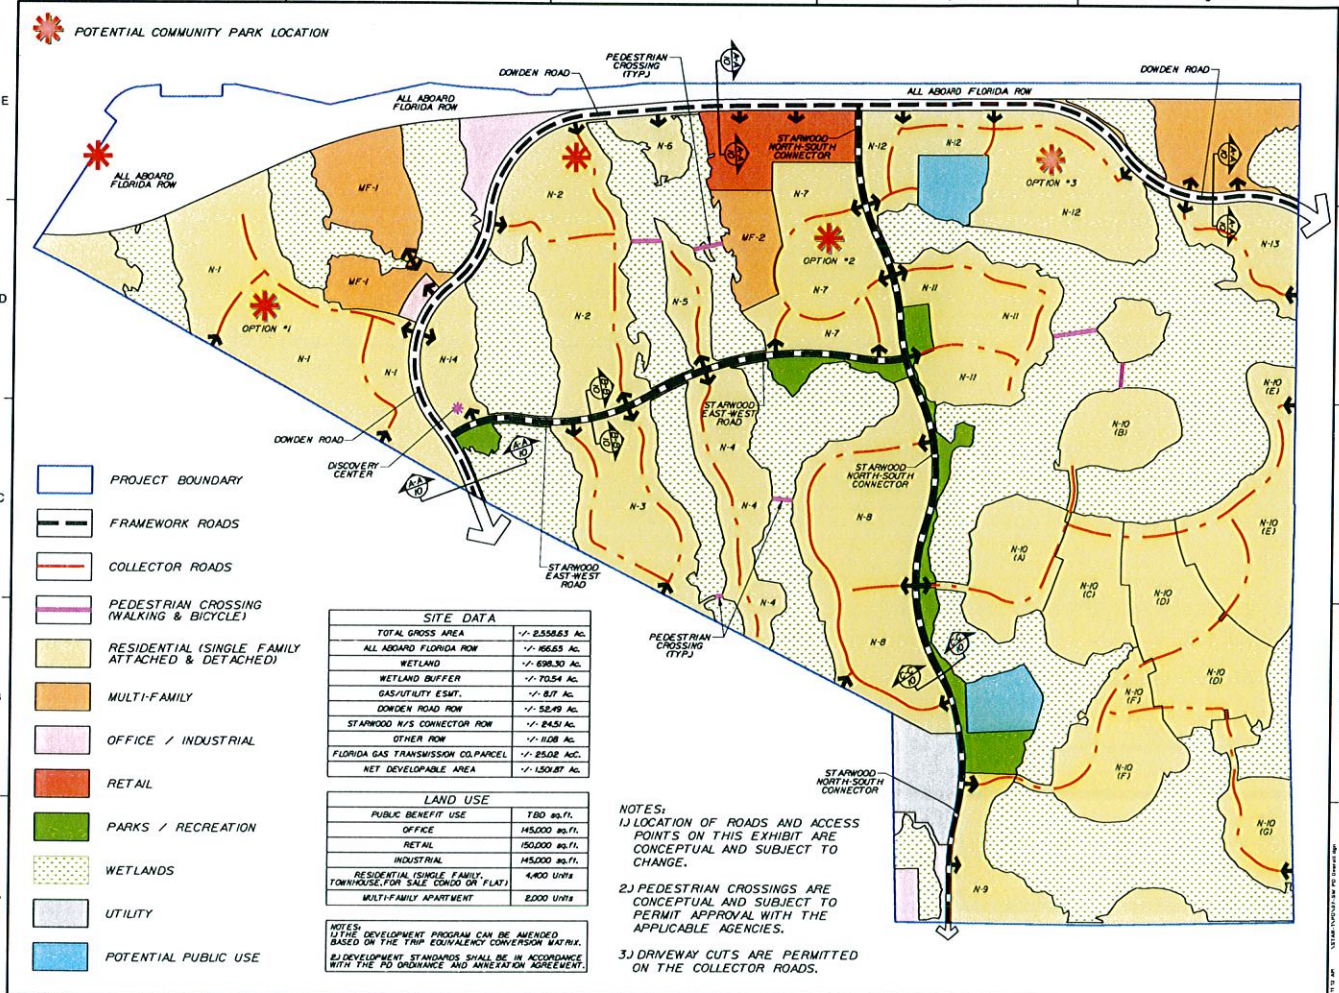 POTENTIAL COMMUNITY PARK LOCATION
PEDESTRIAN
CROSSING
(TYP.)
A-A
10
DOWDEN ROAD
DOWDEN ROAD
ALL ABOARD
FLORIDA ROW
ALL ABOARD FLORIDA ROW
E
ALL ABOARD
FLORIDA ROW
STARWOOD
NORTH-SOUTH
CONNECTOR
N-6
N-12
N-12
A-A
10
A-A
10
MF-1
N-2
N-7
OPTION #3
N-12
MF-2
OPTION #2
A-A
10
N-13
N-1
MF-1
N-5
N-7
N-11
N-11
D
OPTION #1
N-2
N-7
N-1
N-1
N-14
N-11
N-10
(E)
B-B
10
STARWOOD
EAST-WEST
ROAD
N-10
(B)
DOWDEN ROAD
B-B
10
DISCOVERY
CENTER
A-A
10
A-A
10
N-4
STARWOOD
NORTH-SOUTH
CONNECTOR
C
N-3
N-4
N-8
N-10
(E)
N-10
(A)
STARWOOD
EAST-WEST
ROAD
N-10
(C)
N-10
(D)
N-4
PEDESTRIAN
CROSSING
(TYP.)
N-8
C-C
10
C-C
10
N-10
(D)
N-10
(F)
STARWOOD
NORTH-SOUTH
CONNECTOR
N-10
(F)
N-10
(G)
N-9
PROJECT BOUNDARY
FRAMEWORK ROADS
COLLECTOR ROADS
PEDESTRIAN CROSSING
(WALKING & BICYCLE)
RESIDENTIAL (SINGLE FAMILY
ATTACHED & DETACHED)
MULTI-FAMILY
OFFICE / INDUSTRIAL
RETAIL
PARKS / RECREATION
WETLANDS
UTILITY
POTENTIAL PUBLIC USE
SITE DATA
TOTAL GROSS AREA +/- 2,558.63 Ac.
ALL ABOARD FLORIDA ROW +/- 166.65 Ac.
WETLAND +/- 698.30 Ac.
WETLAND BUFFER +/- 70.54 Ac.
GAS/UTILITY ESMT. +/- 8.17 Ac.
DOWDEN ROAD ROW +/- 52.49 Ac.
STARWOOD N/S CONNECTOR ROW +/- 24.51 Ac.
OTHER ROW +/- 11.08 Ac.
FLORIDA GAS TRANSMISSION CO. PARCEL +/- 25.02 AcC.
NET DEVELOPABLE AREA +/- 1,501.87 Ac.
LAND USE
PUBLIC BENEFIT USE TBD sq.ft.
OFFICE 145,000 sq.ft.
RETAIL 150,000 sq.ft.
INDUSTRIAL 145,000 sq.ft.
RESIDENTIAL (SINGLE FAMILY,
TOWNHOUSE, FOR SALE CONDO OR FLAT) 4,400 Units
MULTI-FAMILY APARTMENT 2,000 Units
NOTES:
1.) THE DEVELOPMENT PROGRAM CAN BE AMENDED
BASED ON THE TRIP EQUIVALENCY CONVERSION MATRIX.
2.) DEVELOPMENT STANDARDS SHALL BE IN ACCORDANCE
WITH THE PD ORDINANCE AND ANNEXATION AGREEMENT.
NOTES:
1.) LOCATION OF ROADS AND ACCESS
POINTS ON THIS EXHIBIT ARE
CONCEPTUAL AND SUBJECT TO
CHANGE.
2.) PEDESTRIAN CROSSINGS ARE
CONCEPTUAL AND SUBJECT TO
PERMIT APPROVAL WITH THE
APPLICABLE AGENCIES.
3.) DRIVEWAY CUTS ARE PERMITTED
ON THE COLLECTOR ROADS.